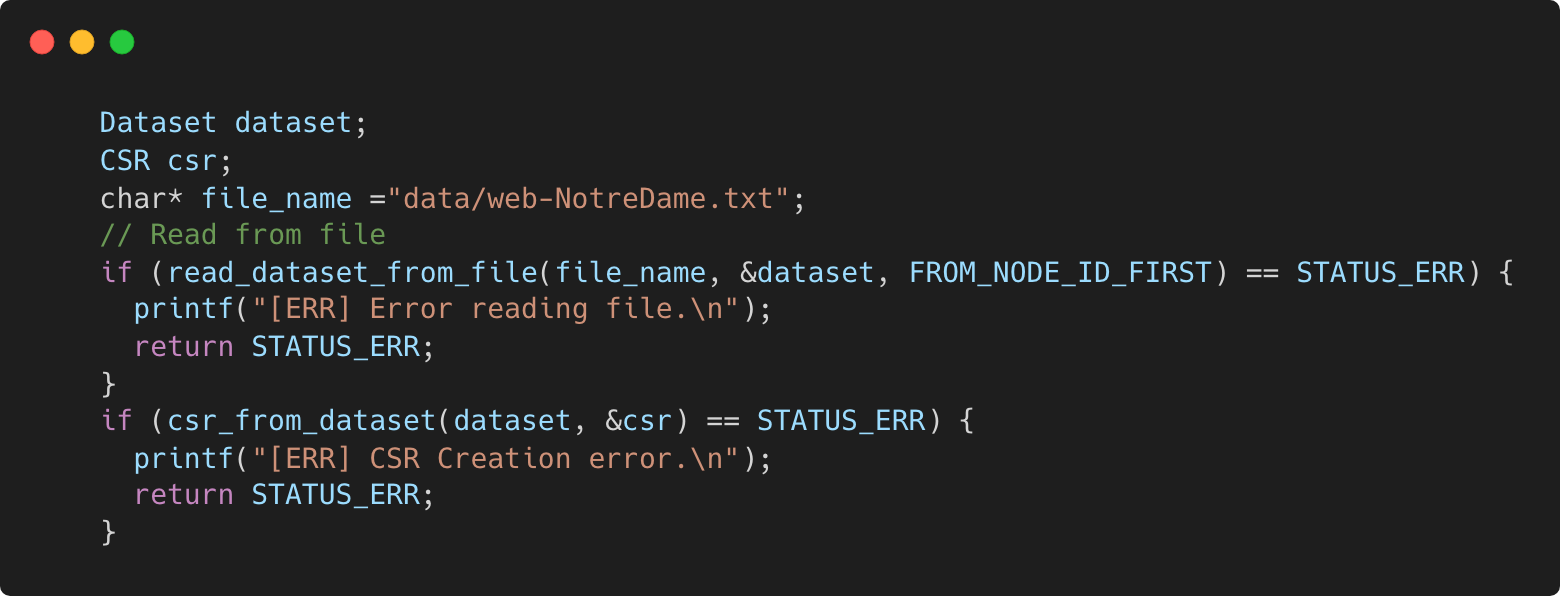 Dataset dataset;
CSR csr;
char* file_name ="data/web-NotreDame.txt";
// Read from file
if (read_dataset_from_file(file_name, &dataset, FROM_NODE_ID_FIRST) == STATUS_ERR) {
  printf("[ERR] Error reading file.\n");
  return STATUS_ERR;
}
if (csr_from_dataset(dataset, &csr) == STATUS_ERR) {
  printf("[ERR] CSR Creation error.\n");
  return STATUS_ERR;
}